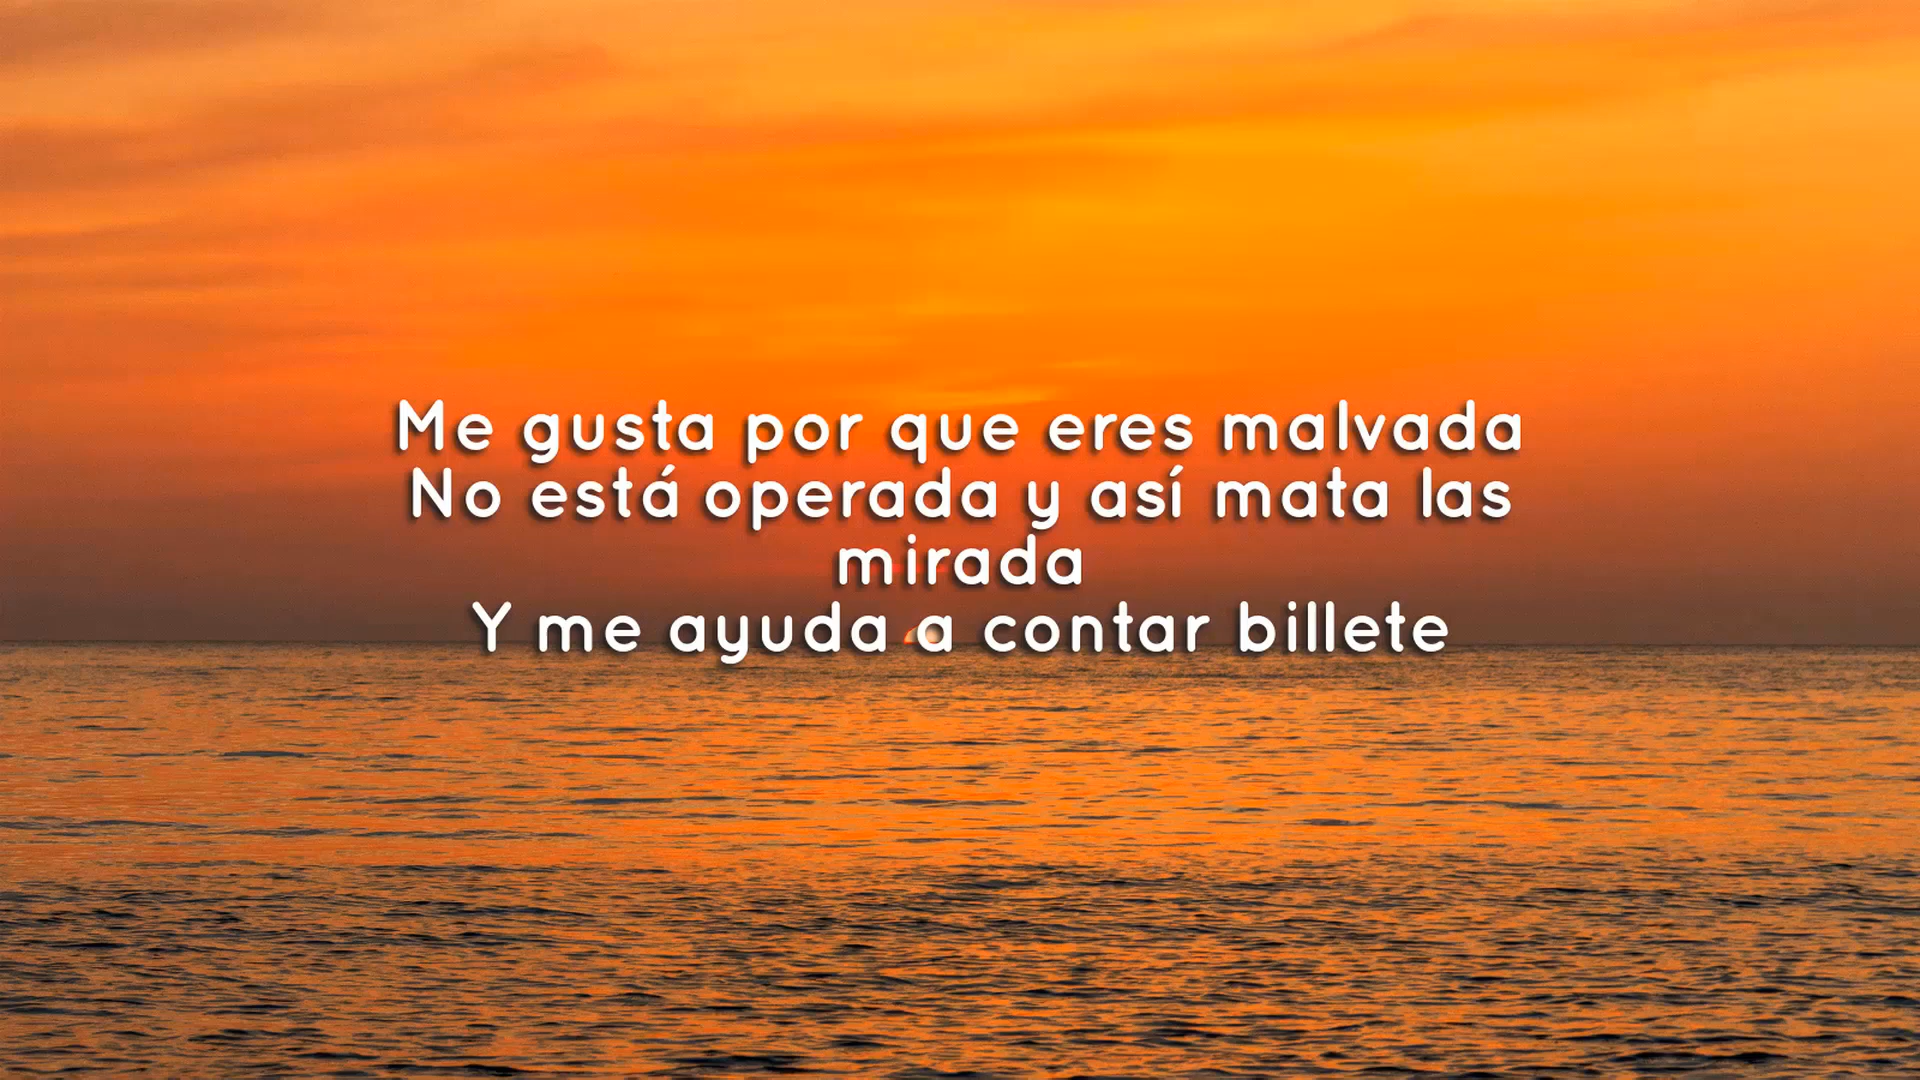 Me gusta por que eres malvada
No está operada y así mata las
mirada
Y me ayuda a contar billete